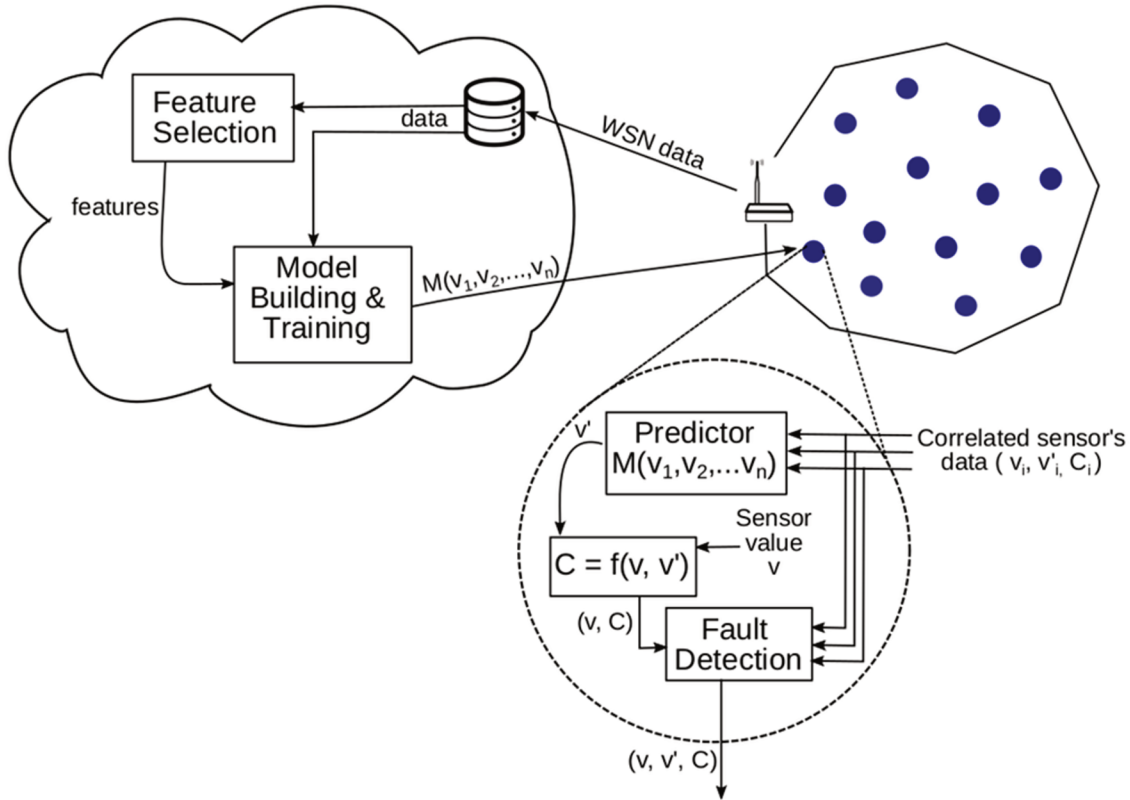 Feature
Selection
data
WSN data
features
Model
Building &
Training
M(v₁,v₂,...,vₙ)
Predictor
M(v₁,v₂,...vₙ)
v'
Correlated sensor's
data ( vᵢ, v'ᵢ, Cᵢ)
Sensor
value
v
C = f(v, v')
(v, C)
Fault
Detection
(v, v', C)